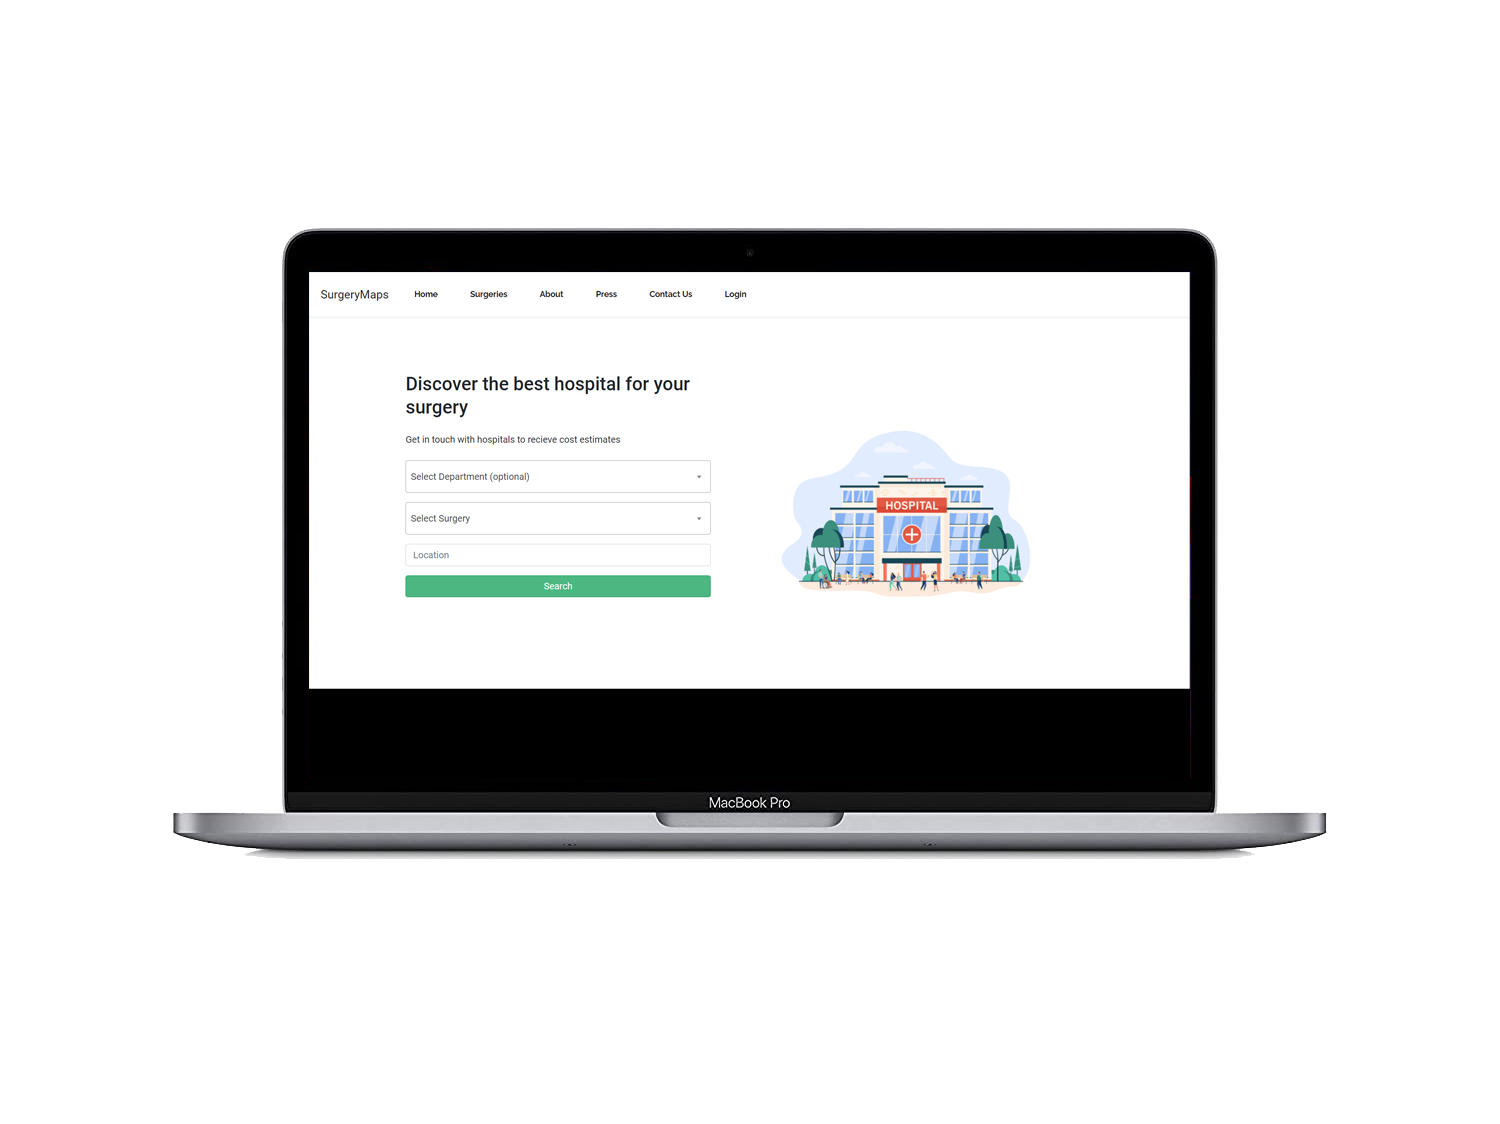 SurgeryMaps Home Surgeries About Press Contact Us Login
Discover the best hospital for your
surgery
Get in touch with hospitals to recieve cost estimates
Select Department (optional)
Select Surgery
Location
Search
HOSPITAL
MacBook Pro